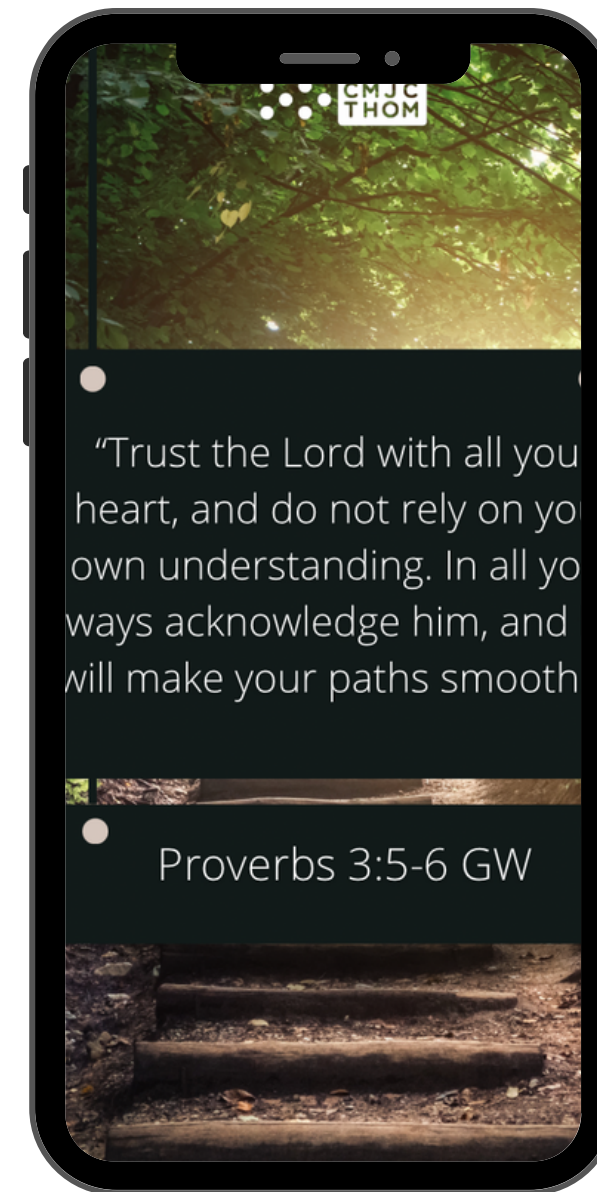 CMJC
THOM
“Trust the Lord with all you
heart, and do not rely on you
own understanding. In all yo
ways acknowledge him, and
will make your paths smooth
Proverbs 3:5-6 GW